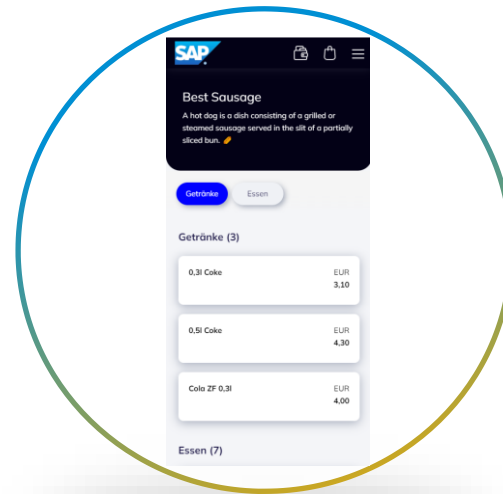 SAP
Best Sausage
A hot dog is a dish consisting of a grilled or
steamed sausage served in the slit of a partially
sliced bun. 🌭
Getränke Essen
Getränke (3)
0,3l Coke EUR
3,10
0,5l Coke EUR
4,30
Cola ZF 0,3l EUR
4,00
Essen (7)